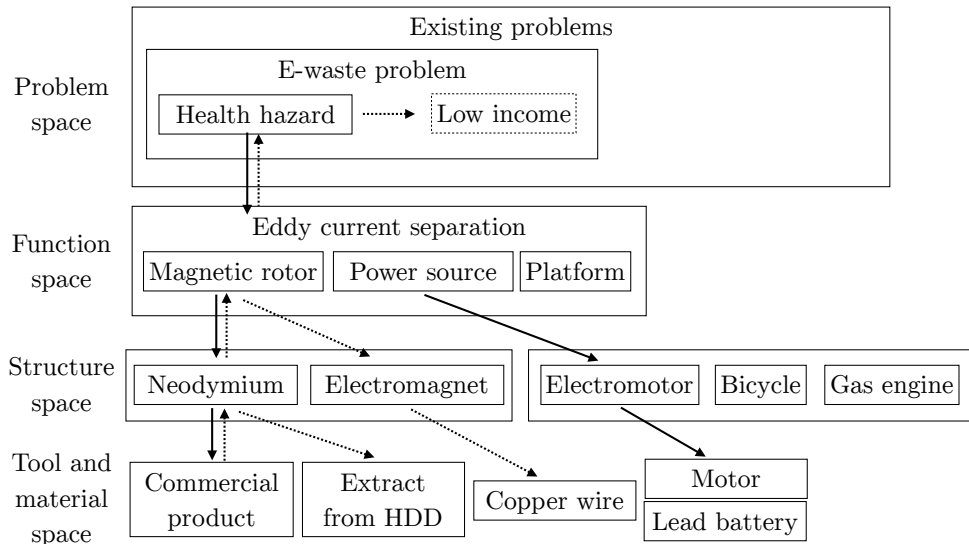 Existing problems
E-waste problem
Problem
space
Health hazard
Low income
Eddy current separation
Function
space
Magnetic rotor
Power source
Platform
Structure
space
Neodymium
Electromagnet
Electromotor
Bicycle
Gas engine
Tool and
material
space
Commercial
product
Extract
from HDD
Copper wire
Motor
Lead battery